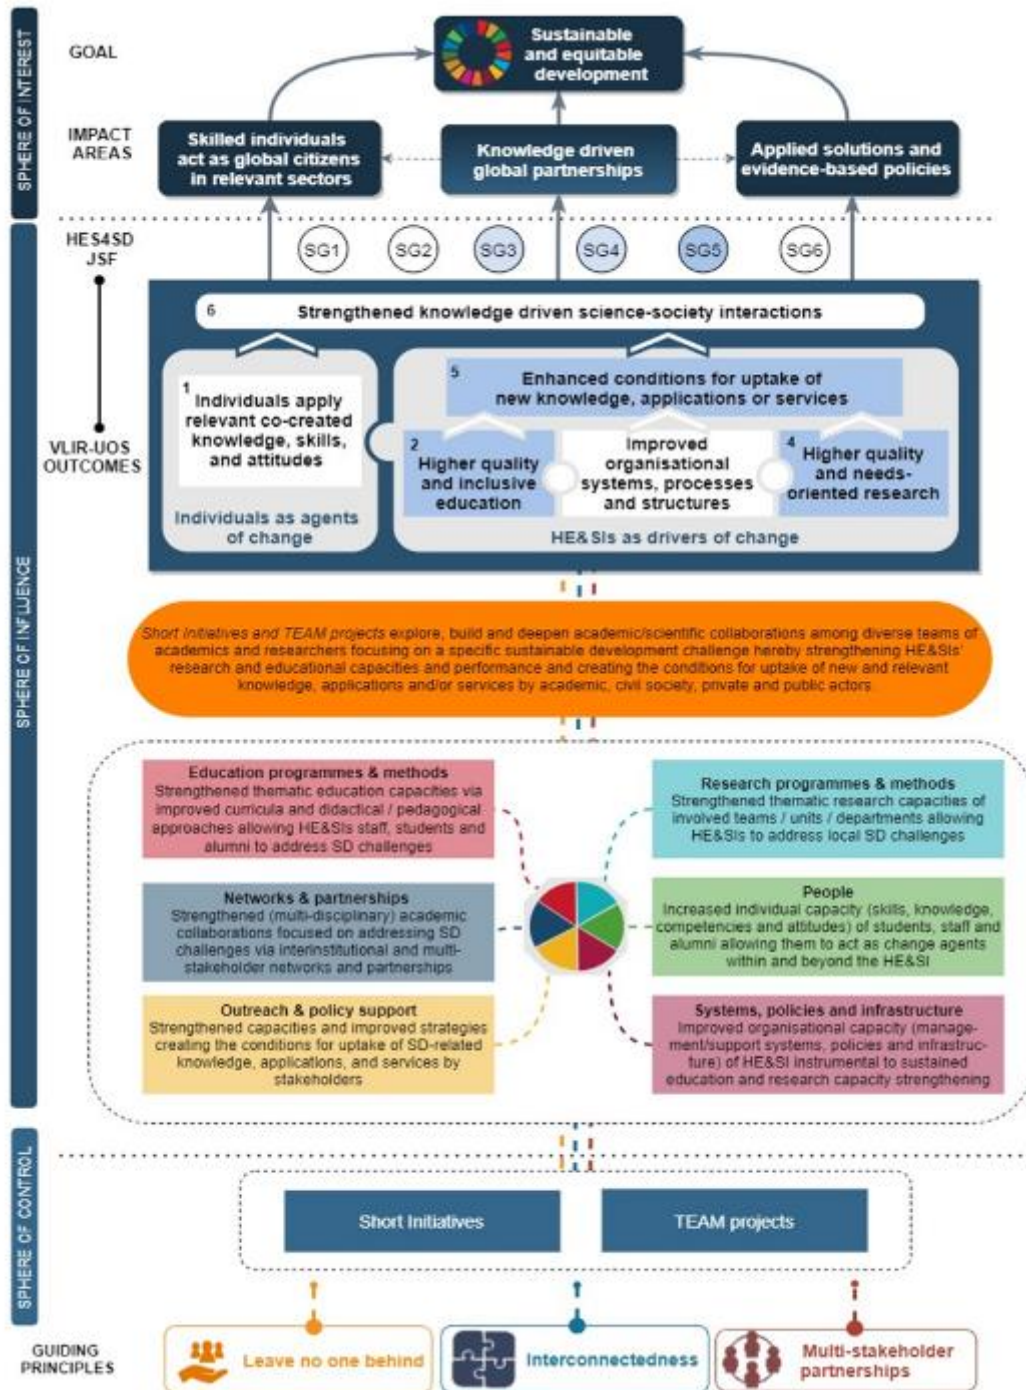 SPHERE OF INTEREST
GOAL
Sustainable
and equitable
development
IMPACT
AREAS
Skilled individuals
act as global citizens
in relevant sectors
Knowledge driven
global partnerships
Applied solutions and
evidence-based policies
SPHERE OF INFLUENCE
HES4SD
JSF
SG1
SG2
SG3
SG4
SG5
SG6
6
Strengthened knowledge driven science-society interactions
1
Individuals apply
relevant co-created
knowledge, skills,
and attitudes
Individuals as agents
of change
5
Enhanced conditions for uptake of
new knowledge, applications or services
2
Higher quality
and inclusive
education
Improved
organisational
systems, processes
and structures
4
Higher quality
and needs-
oriented research
HE&SIs as drivers of change
VLIR-UOS
OUTCOMES
Short Initiatives and TEAM projects explore, build and deepen academic/scientific collaborations among diverse teams of
academics and researchers focusing on a specific sustainable development challenge hereby strengthening HE&SIs'
research and educational capacities and performance and creating the conditions for uptake of new and relevant
knowledge, applications and/or services by academic, civil society, private and public actors.
Education programmes & methods
Strengthened thematic education capacities via
improved curricula and didactical / pedagogical
approaches allowing HE&SIs staff, students and
alumni to address SD challenges
Research programmes & methods
Strengthened thematic research capacities of
involved teams / units / departments allowing
HE&SIs to address local SD challenges
Networks & partnerships
Strengthened (multi-disciplinary) academic
collaborations focused on addressing SD
challenges via interinstitutional and multi-
stakeholder networks and partnerships
People
Increased individual capacity (skills, knowledge,
competencies and attitudes) of students, staff and
alumni allowing them to act as change agents
within and beyond the HE&SI
Outreach & policy support
Strengthened capacities and improved strategies
creating the conditions for uptake of SD-related
knowledge, applications, and services by
stakeholders
Systems, policies and infrastructure
Improved organisational capacity (manage-
ment/support systems, policies and infrastruc-
ture) of HE&SI instrumental to sustained
education and research capacity strengthening
SPHERE OF CONTROL
Short Initiatives
TEAM projects
GUIDING
PRINCIPLES
Leave no one behind
Interconnectedness
Multi-stakeholder
partnerships